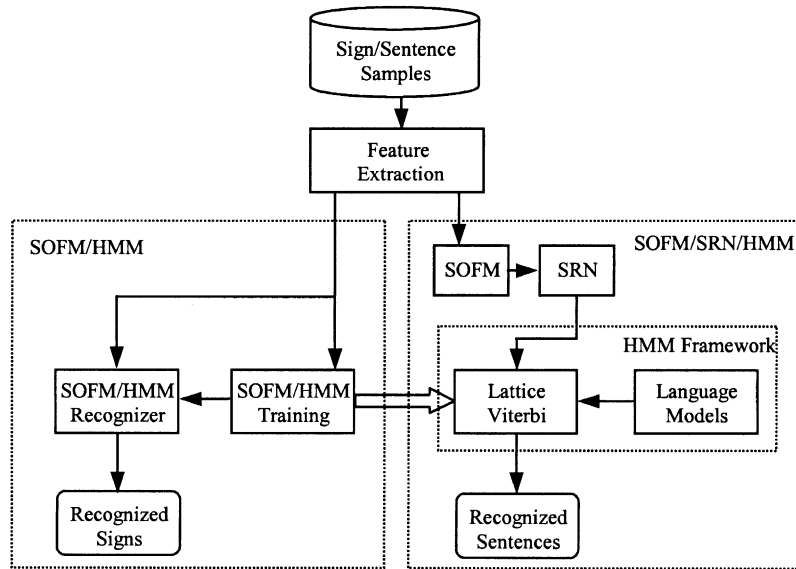 Sign/Sentence
Samples
Feature
Extraction
SOFM/HMM
SOFM/SRN/HMM
SOFM
SRN
HMM Framework
SOFM/HMM
Recognizer
SOFM/HMM
Training
Lattice
Viterbi
Language
Models
Recognized
Signs
Recognized
Sentences